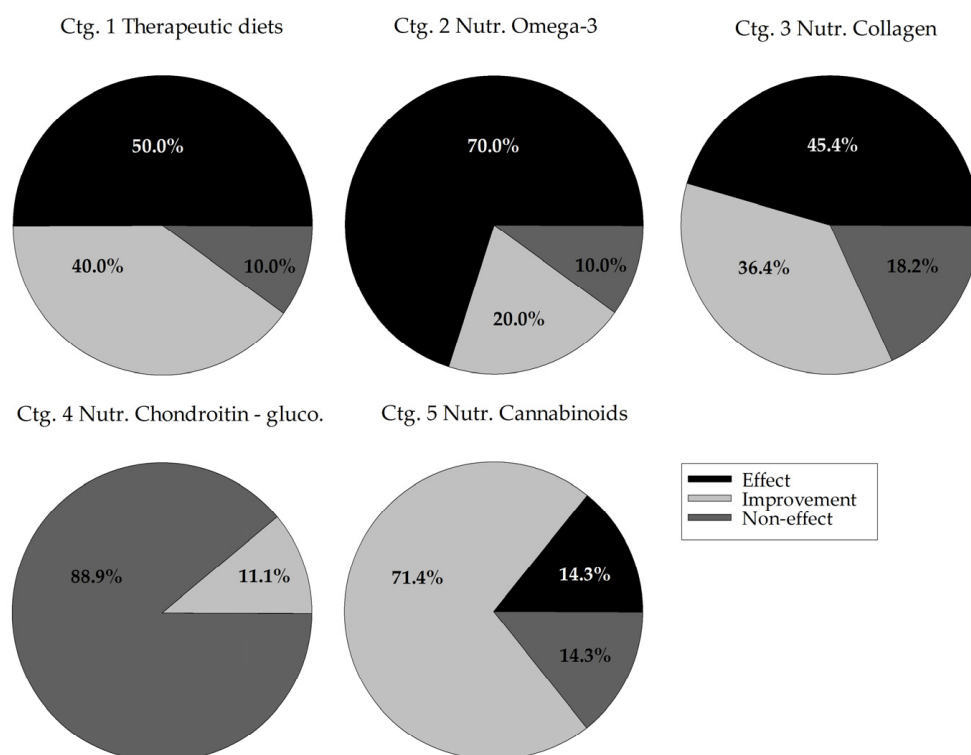 Ctg. 1 Therapeutic diets
Ctg. 2 Nutr. Omega-3
Ctg. 3 Nutr. Collagen
50.0%
40.0%
10.0%
70.0%
20.0%
10.0%
45.4%
36.4%
18.2%
Ctg. 4 Nutr. Chondroitin - gluco.
Ctg. 5 Nutr. Cannabinoids
88.9%
11.1%
71.4%
14.3%
14.3%
Effect
Improvement
Non-effect